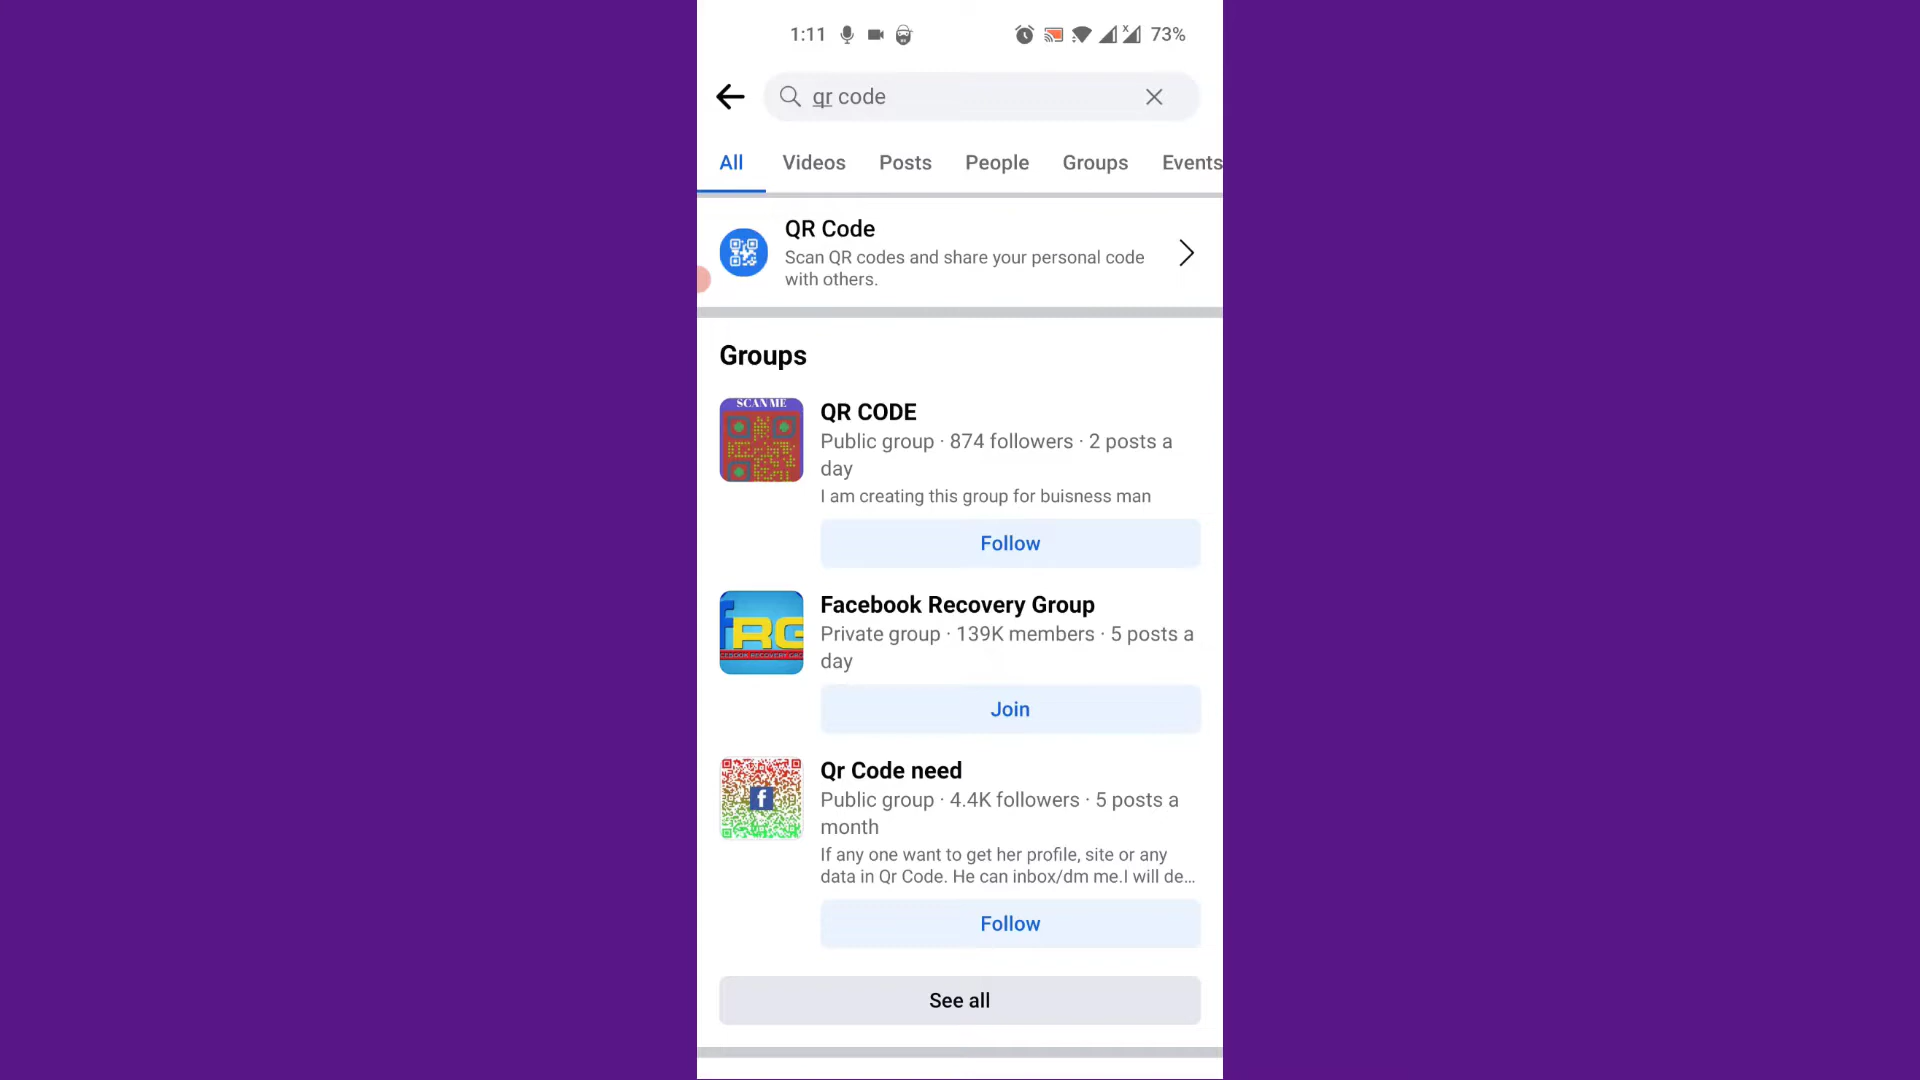 1:11 73%
qr code
All Videos Posts People Groups Events
QR Code
Scan QR codes and share your personal code
with others.
Groups
SCAN ME
QR CODE
Public group · 874 followers · 2 posts a
day
I am creating this group for buisness man
Follow
fRG
FACEBOOK RECOVERY GRO
Facebook Recovery Group
Private group · 139K members · 5 posts a
day
Join
f
Qr Code need
Public group · 4.4K followers · 5 posts a
month
If any one want to get her profile, site or any
data in Qr Code. He can inbox/dm me.I will de...
Follow
See all